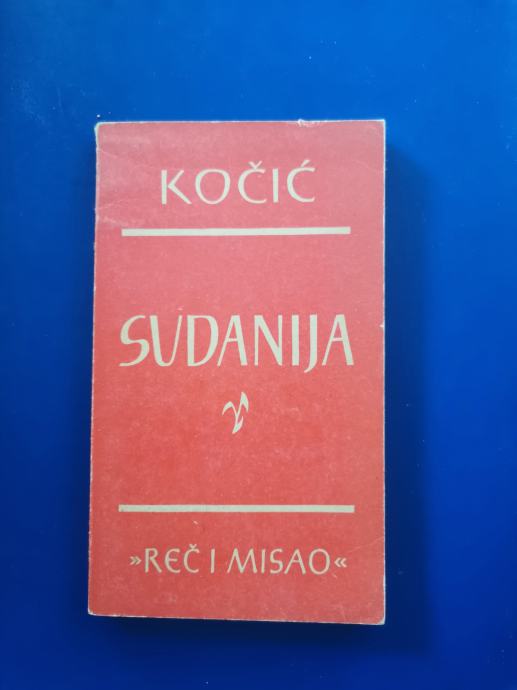 KOČIĆ
SUDANIJA
»REČ I MISAO«